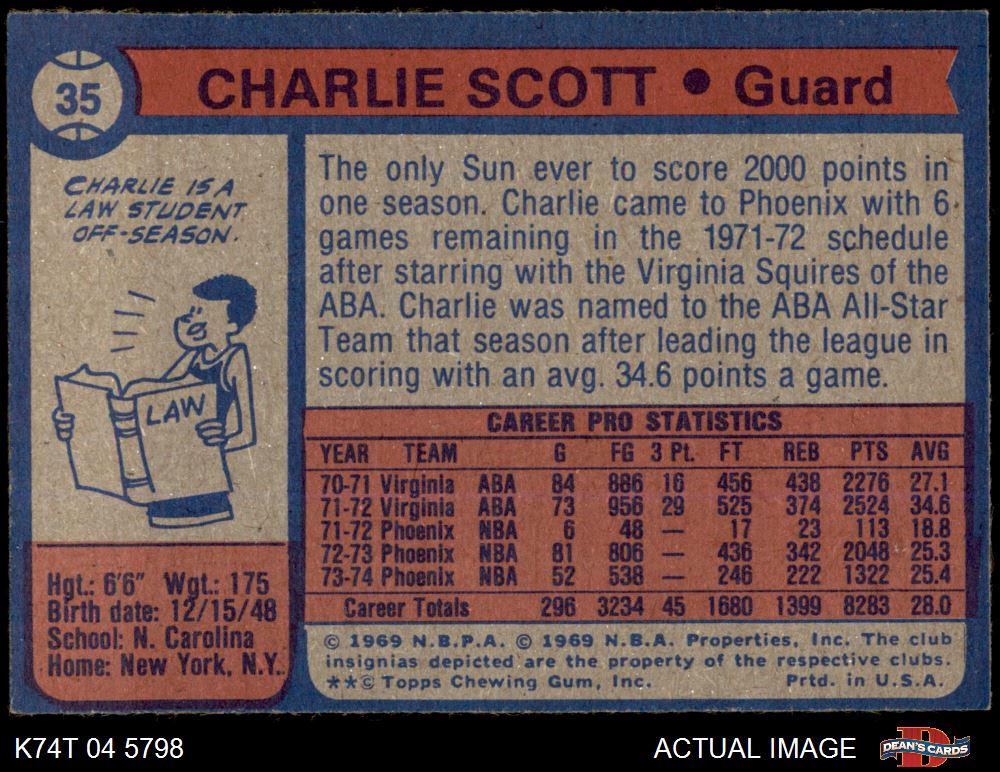 35
CHARLIE SCOTT • Guard
CHARLIE IS A
LAW STUDENT
OFF-SEASON.
LAW
The only Sun ever to score 2000 points in
one season. Charlie came to Phoenix with 6
games remaining in the 1971-72 schedule
after starring with the Virginia Squires of the
ABA. Charlie was named to the ABA All-Star
Team that season after leading the league in
scoring with an avg. 34.6 points a game.
CAREER PRO STATISTICS
YEAR TEAM G FG 3 Pt. FT REB PTS AVG
70-71 Virginia ABA 84 886 16 456 438 2276 27.1
71-72 Virginia ABA 73 956 29 525 374 2524 34.6
71-72 Phoenix NBA 6 48 — 17 23 113 18.8
72-73 Phoenix NBA 81 806 — 436 342 2048 25.3
73-74 Phoenix NBA 52 538 — 246 222 1322 25.4
Career Totals 296 3234 45 1680 1399 8283 28.0
Hgt.: 6'6" Wgt.: 175
Birth date: 12/15/48
School: N. Carolina
Home: New York, N.Y.
© 1969 N.B.P.A. © 1969 N.B.A. Properties, Inc. The club
insignias depicted are the property of the respective clubs.
**© Topps Chewing Gum, Inc. Prtd. in U.S.A.
K74T 04 5798
ACTUAL IMAGE
D
DEAN'S CARDS